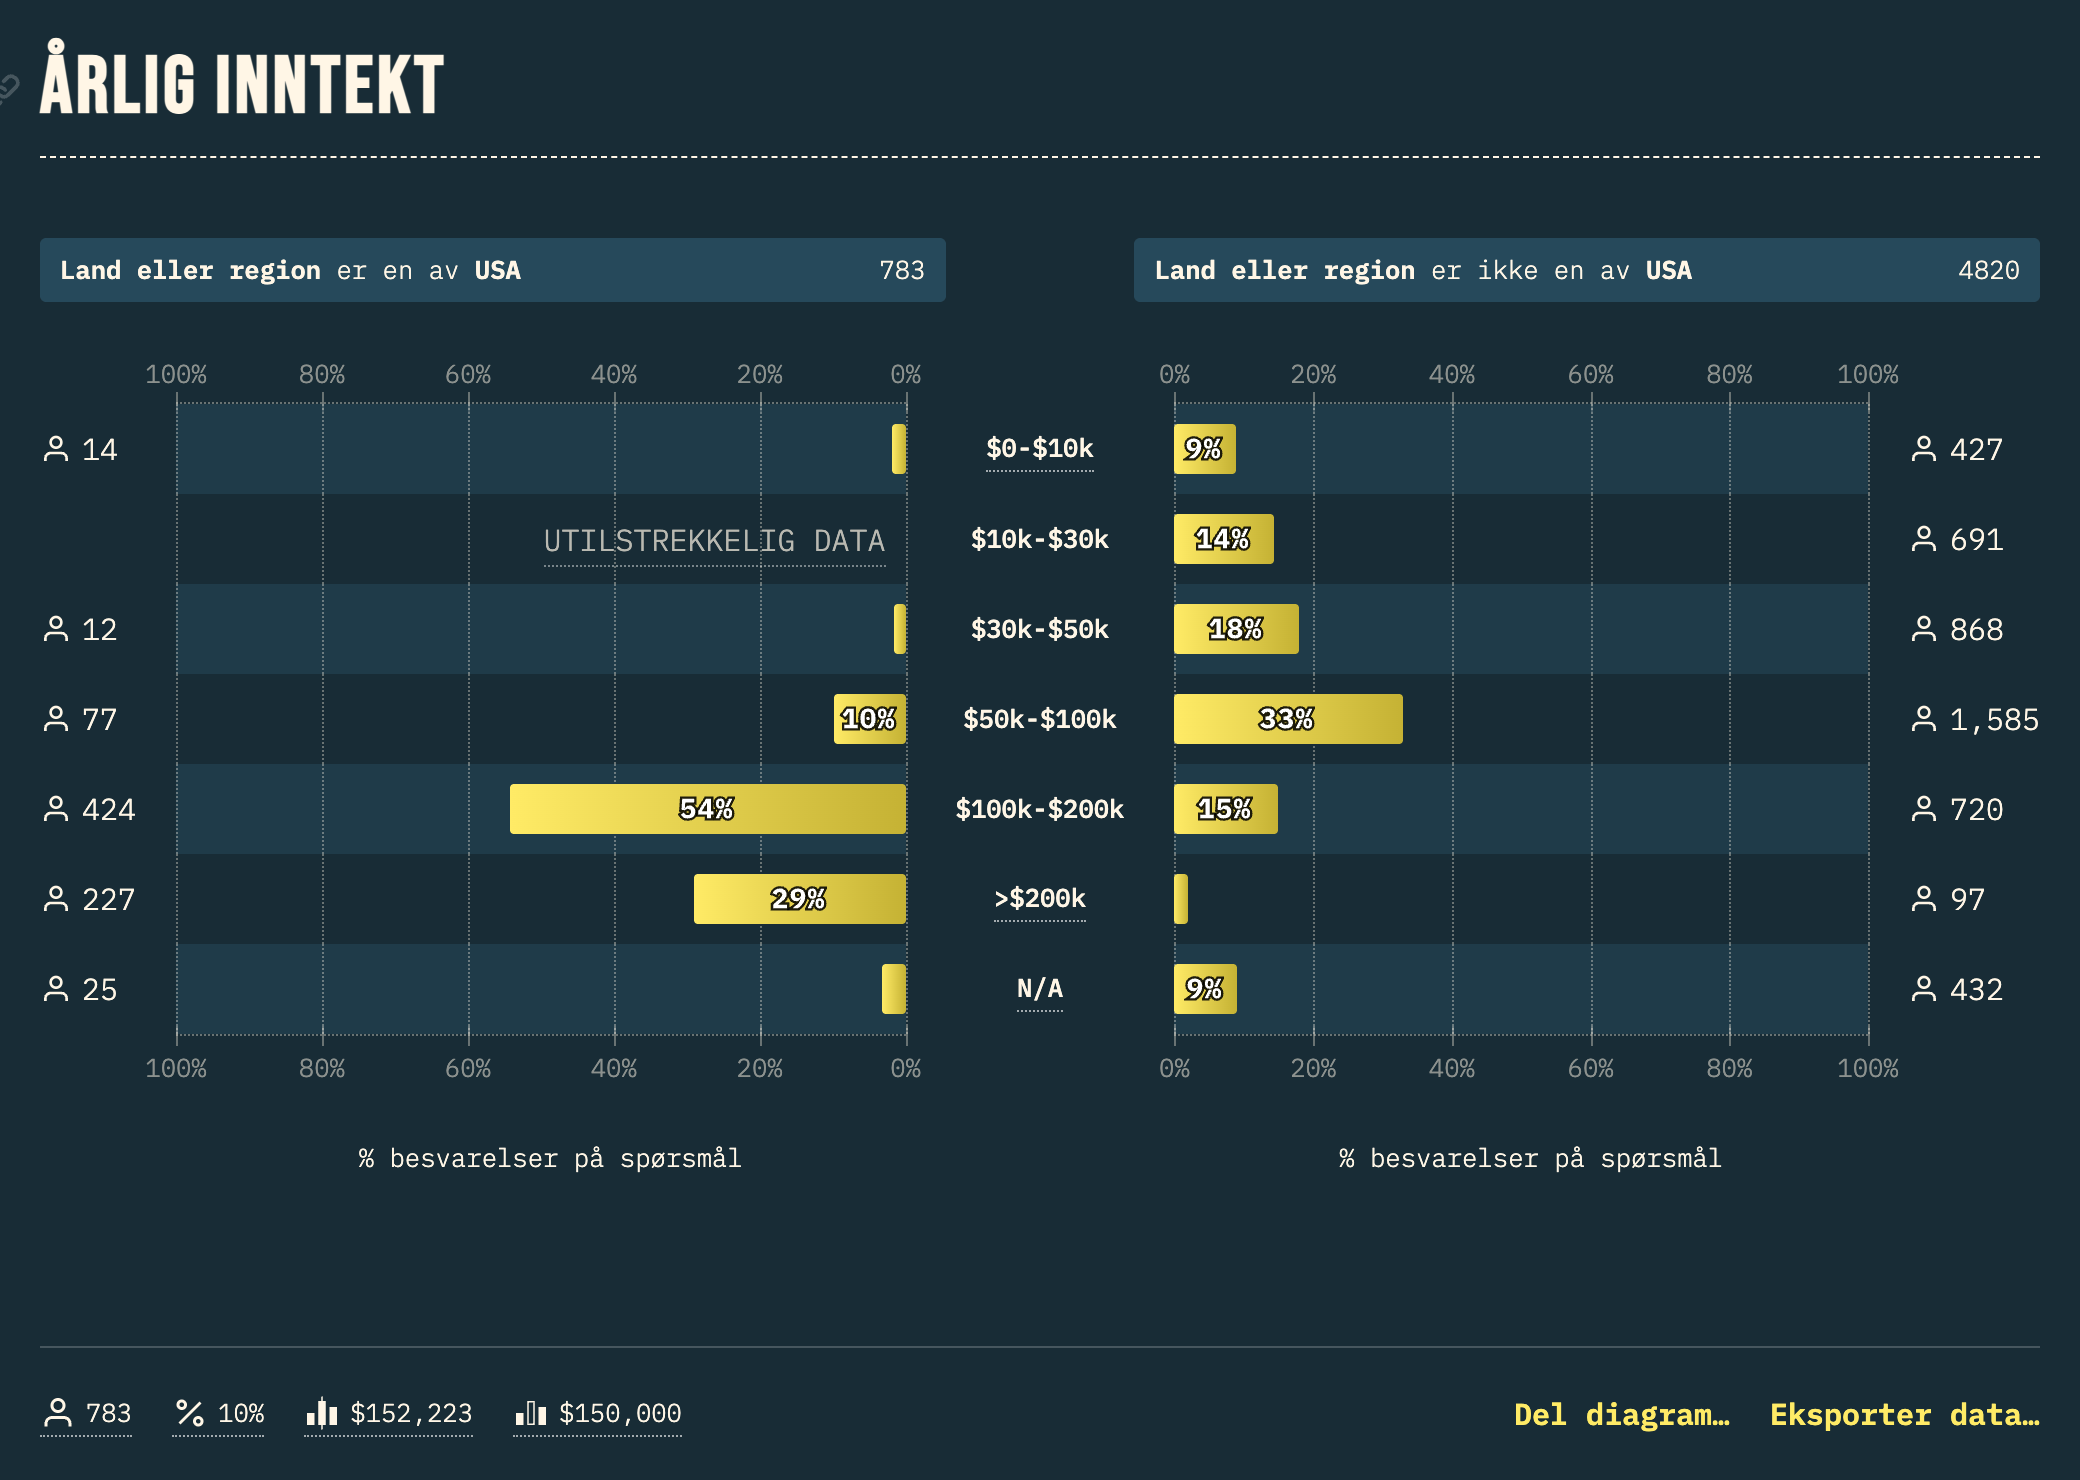 ÅRLIG INNTEKT
Land eller region er en av USA 783
Land eller region er ikke en av USA 4820
100% 80% 60% 40% 20% 0%
0% 20% 40% 60% 80% 100%
14 $0-$10k 9% 427
UTILSTREKKELIG DATA $10k-$30k 14% 691
12 $30k-$50k 18% 868
77 10% $50k-$100k 33% 1,585
424 54% $100k-$200k 15% 720
227 29% >$200k 97
25 N/A 9% 432
100% 80% 60% 40% 20% 0%
0% 20% 40% 60% 80% 100%
% besvarelser på spørsmål
% besvarelser på spørsmål
783 10% $152,223 $150,000
Del diagram… Eksporter data…